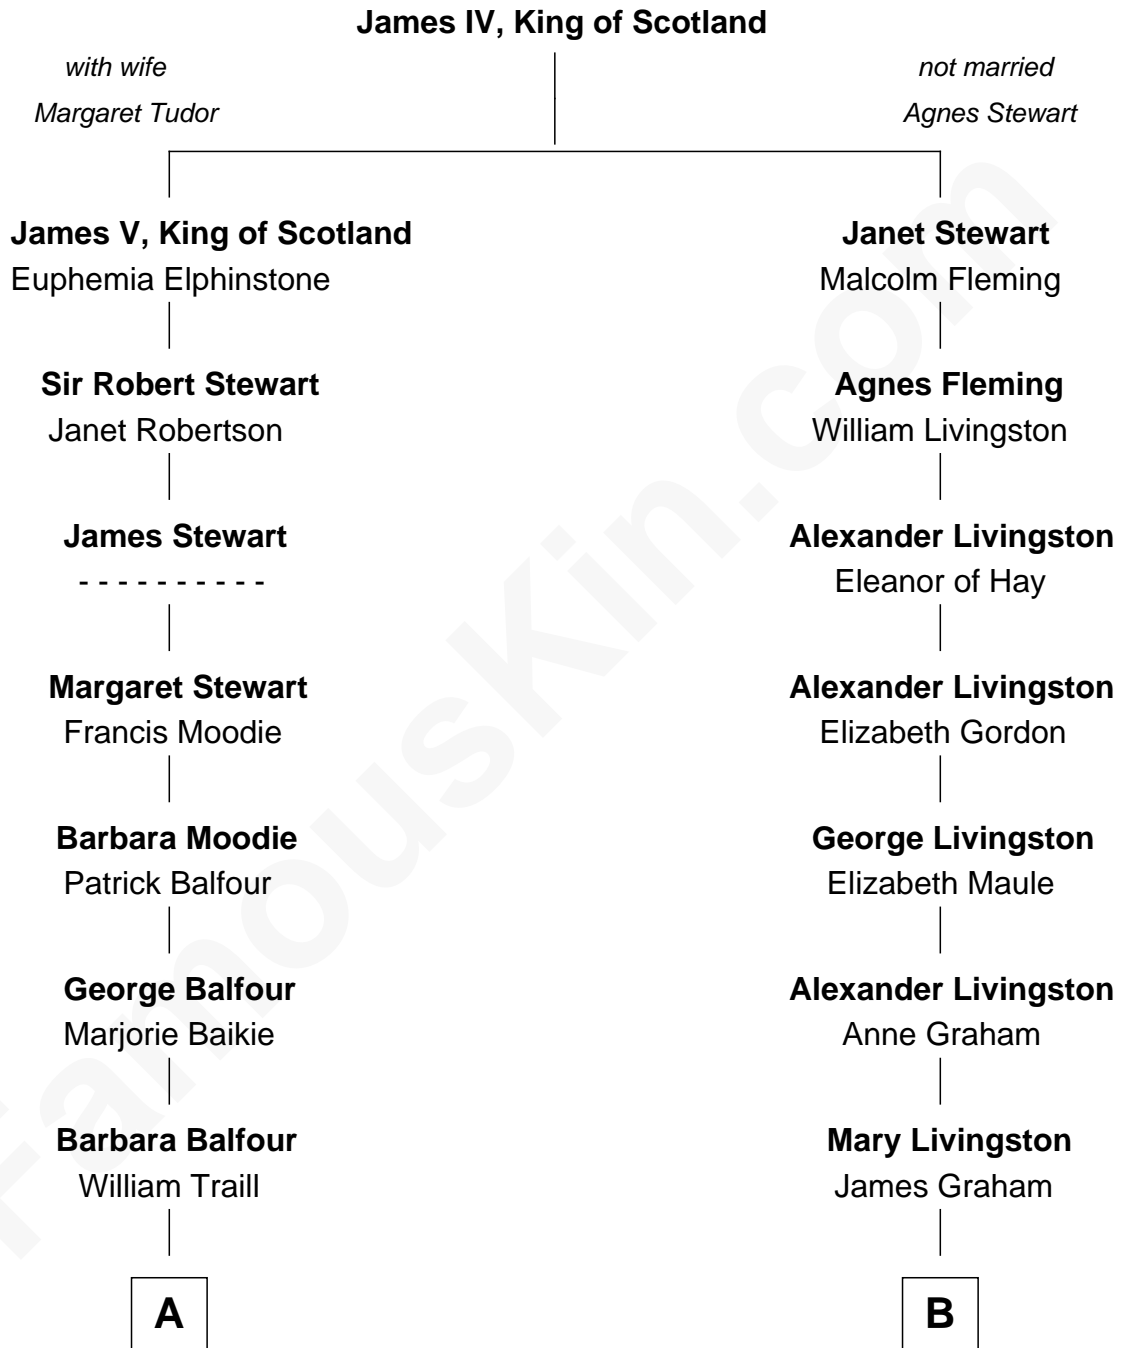 James IV, King of Scotland
with wife
Margaret Tudor
not married
Agnes Stewart
James V, King of Scotland
Euphemia Elphinstone
Janet Stewart
Malcolm Fleming
Sir Robert Stewart
Janet Robertson
Agnes Fleming
William Livingston
James Stewart
- - - - - - - - - -
Alexander Livingston
Eleanor of Hay
Margaret Stewart
Francis Moodie
Alexander Livingston
Elizabeth Gordon
Barbara Moodie
Patrick Balfour
George Livingston
Elizabeth Maule
George Balfour
Marjorie Baikie
Alexander Livingston
Anne Graham
Barbara Balfour
William Traill
Mary Livingston
James Graham
A
B
FamousKin.com